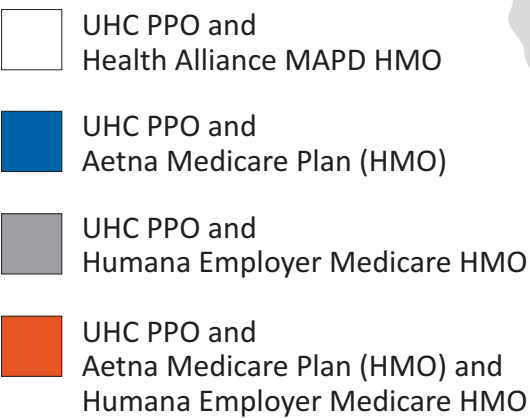 UHC PPO and
Health Alliance MAPD HMO
UHC PPO and
Aetna Medicare Plan (HMO)
UHC PPO and
Humana Employer Medicare HMO
UHC PPO and
Aetna Medicare Plan (HMO) and
Humana Employer Medicare HMO